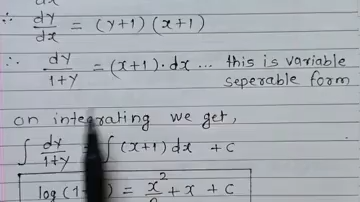 ∴ dy/dx = (y+1) (x+1)
∴ dy/1+y = (x+1)·dx ... this is variable
seperable form
on integrating we get,
∫ dy/1+y = ∫ (x+1) dx + c
log(1 = x²/ + x + c